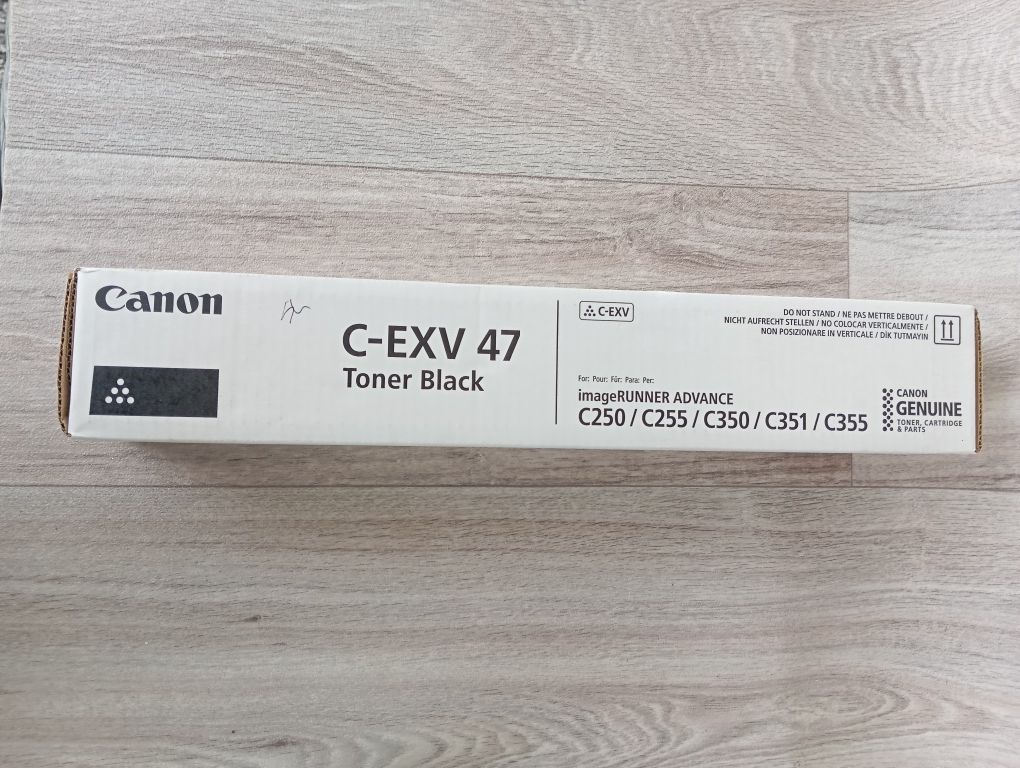 Canon
C-EXV 47
Toner Black
C-EXV
DO NOT STAND / NE PAS METTRE DEBOUT /
NICHT AUFRECHT STELLEN / NO COLOCAR VERTICALMENTE /
NON POSIZIONARE IN VERTICALE / DİK TUTMAYIN
For: Pour: Für: Para: Per:
imageRUNNER ADVANCE
C250 / C255 / C350 / C351 / C355
CANON
GENUINE
TONER, CARTRIDGE
& PARTS